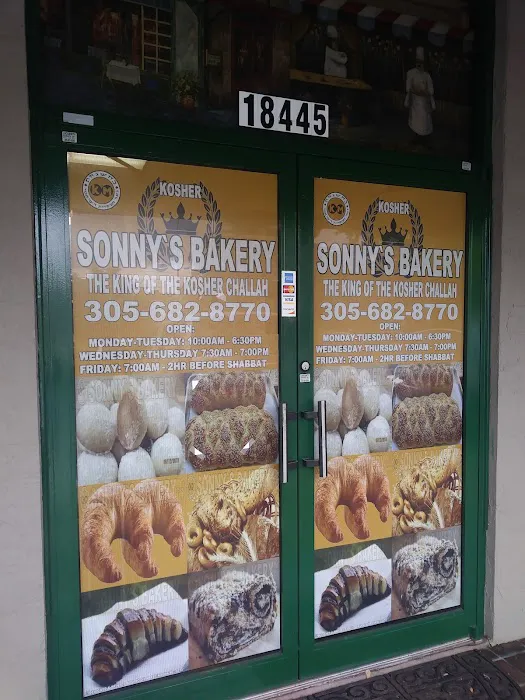 18445
KM
KOSHER
SONNY'S BAKERY
THE KING OF THE KOSHER CHALLAH
305-682-8770
OPEN:
MONDAY-TUESDAY: 10:00AM - 6:30PM
WEDNESDAY-THURSDAY 7:30AM - 7:00PM
FRIDAY: 7:00AM - 2HR BEFORE SHABBAT
KM
KOSHER
SONNY'S BAKERY
THE KING OF THE KOSHER CHALLAH
305-682-8770
OPEN:
MONDAY-TUESDAY: 10:00AM - 6:30PM
WEDNESDAY-THURSDAY 7:30AM - 7:00PM
FRIDAY: 7:00AM - 2HR BEFORE SHABBAT
VISA